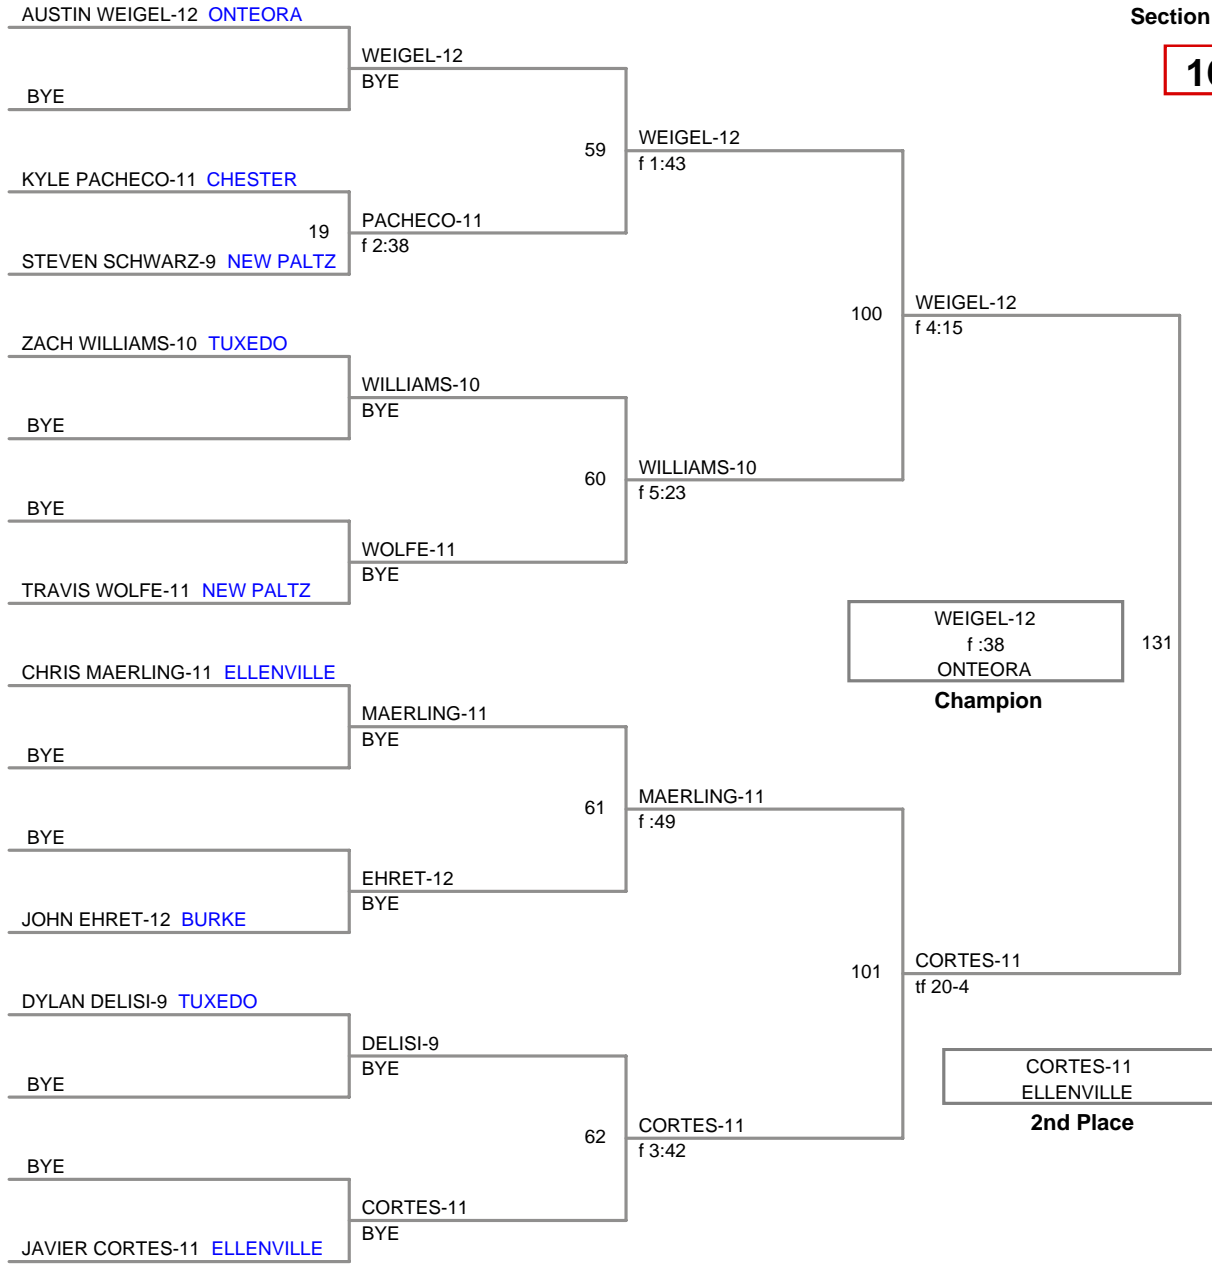 AUSTIN WEIGEL-12 ONTEORA
Section
WEIGEL-12
BYE
BYE
59
WEIGEL-12
f 1:43
KYLE PACHECO-11 CHESTER
19
PACHECO-11
f 2:38
STEVEN SCHWARZ-9 NEW PALTZ
100
WEIGEL-12
f 4:15
ZACH WILLIAMS-10 TUXEDO
WILLIAMS-10
BYE
BYE
60
WILLIAMS-10
f 5:23
BYE
WOLFE-11
BYE
TRAVIS WOLFE-11 NEW PALTZ
WEIGEL-12
f :38
ONTEORA
Champion
131
CHRIS MAERLING-11 ELLENVILLE
MAERLING-11
BYE
BYE
61
MAERLING-11
f :49
BYE
EHRET-12
BYE
JOHN EHRET-12 BURKE
101
CORTES-11
tf 20-4
DYLAN DELISI-9 TUXEDO
DELISI-9
BYE
BYE
CORTES-11
ELLENVILLE
2nd Place
62
CORTES-11
f 3:42
BYE
CORTES-11
BYE
JAVIER CORTES-11 ELLENVILLE